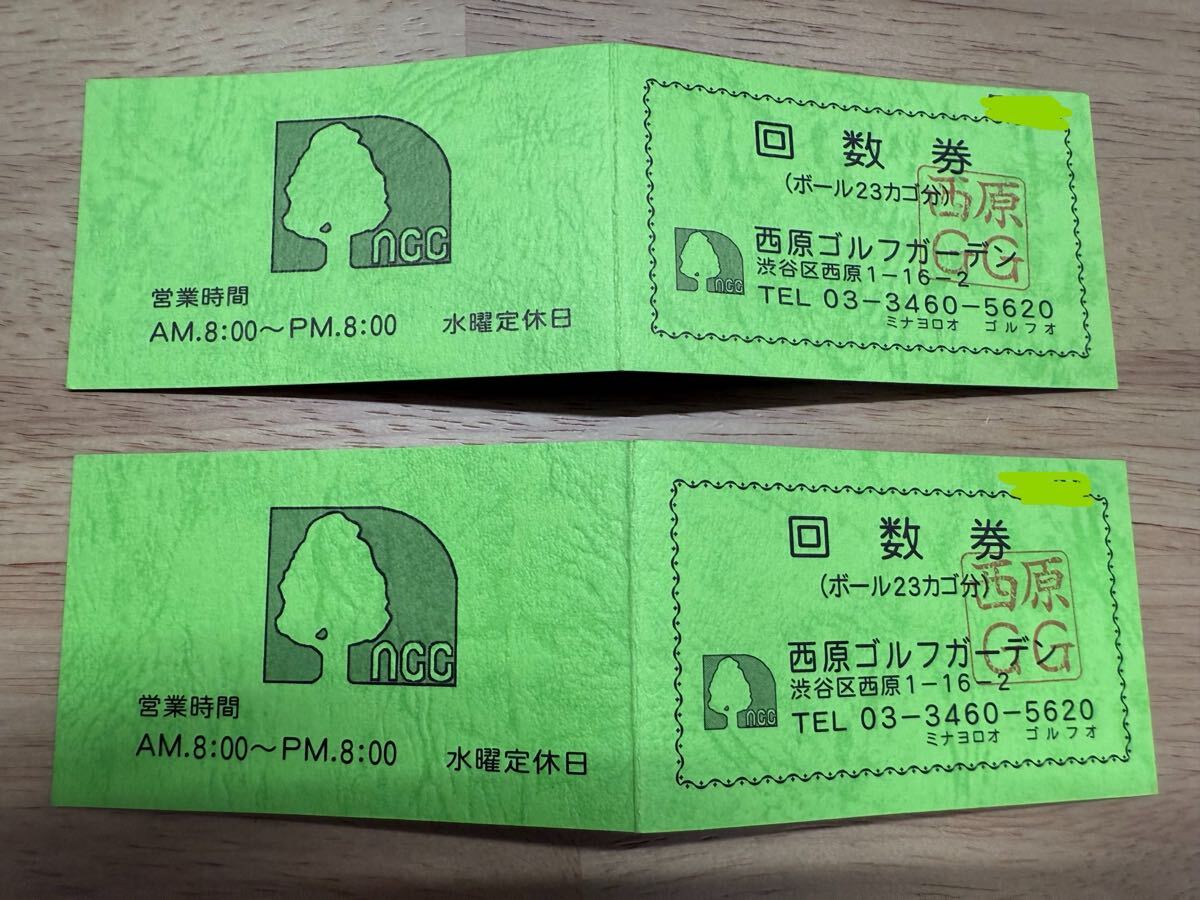 ngg
営業時間
AM.8:00～PM.8:00 水曜定休日
回数券
(ボール23カゴ分)
西原
GG
西原ゴルフガーデン
渋谷区西原1-16-2
ngg
TEL 03-3460-5620
ミナヨロオ ゴルフオ
ngg
営業時間
AM.8:00～PM.8:00 水曜定休日
回数券
(ボール23カゴ分)
西原
GG
西原ゴルフガーデン
渋谷区西原1-16-2
ngg
TEL 03-3460-5620
ミナヨロオ ゴルフオ